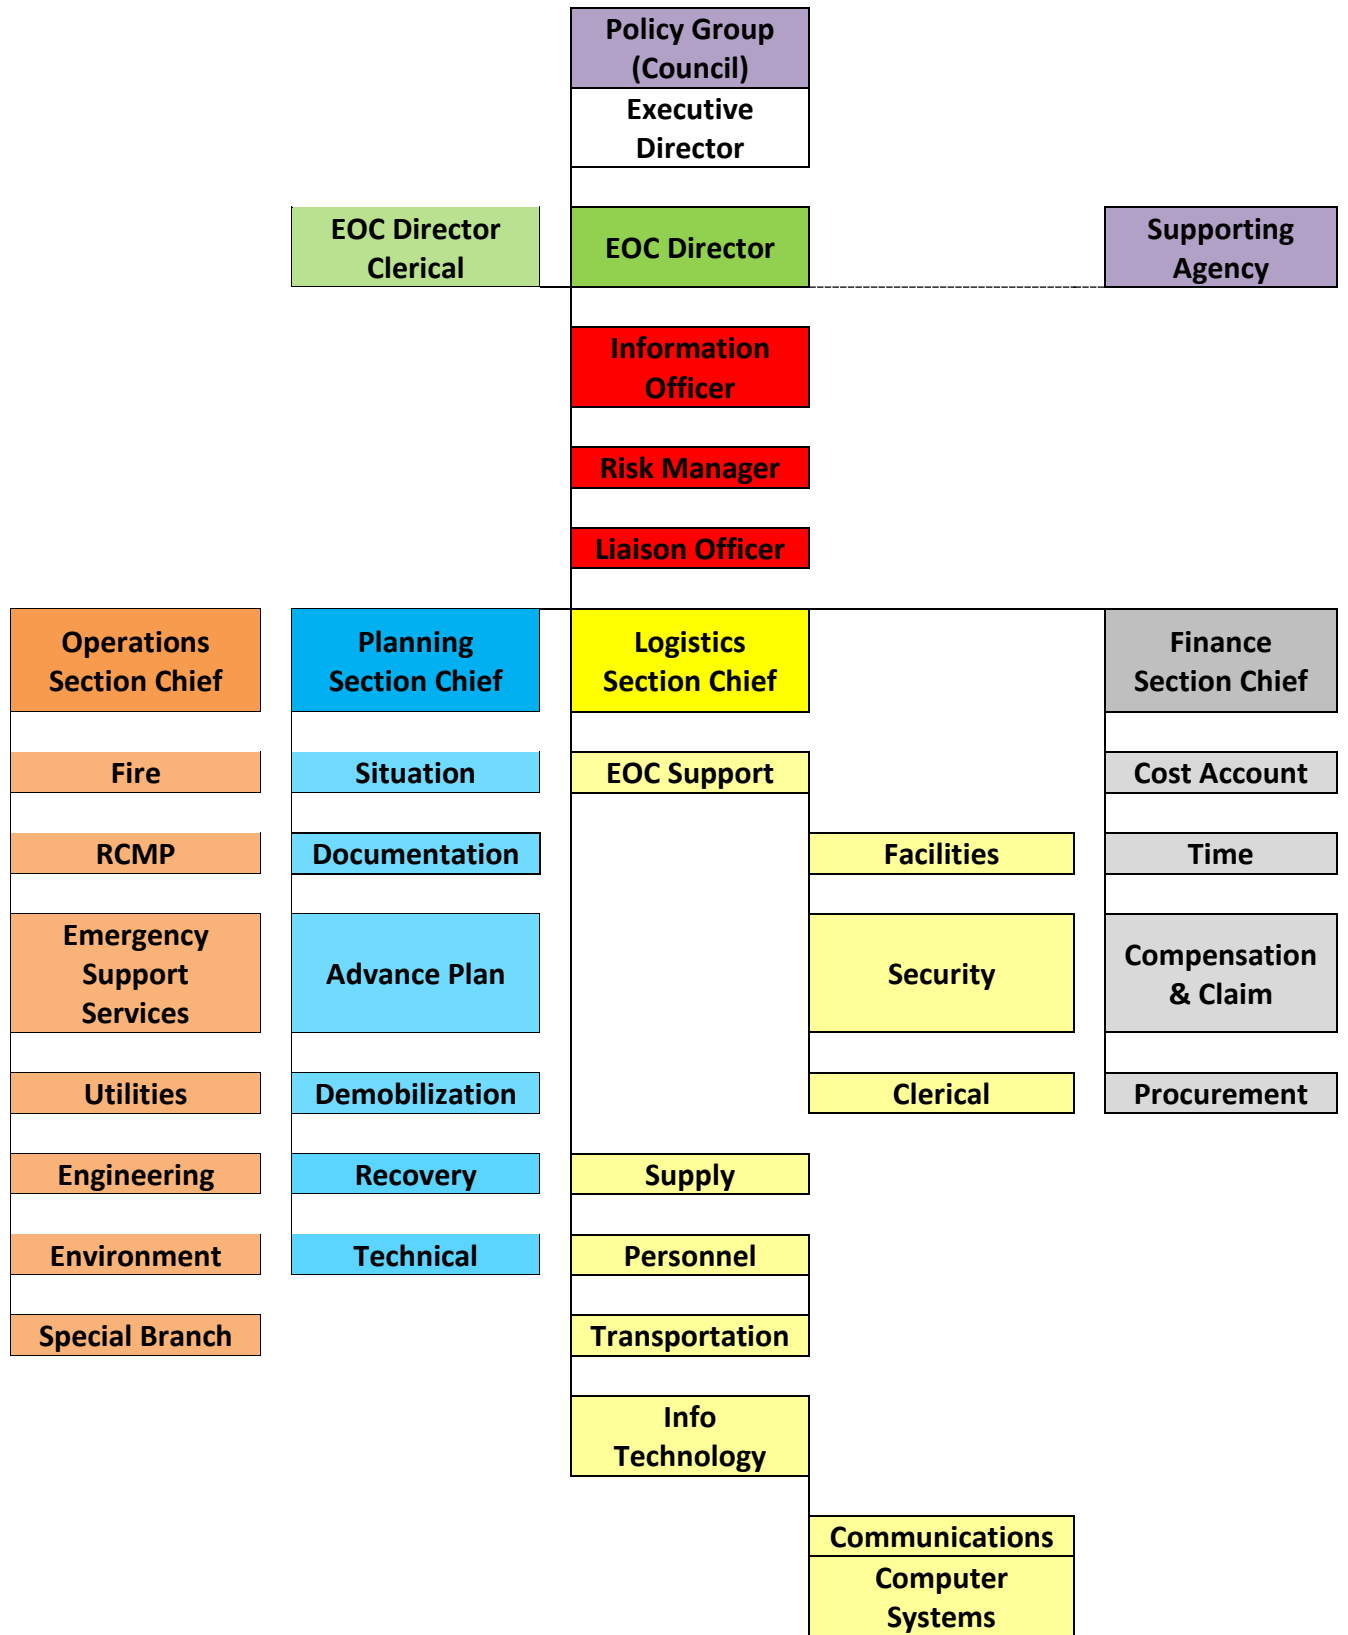 Policy Group
(Council)
Executive
Director
EOC Director
Clerical
EOC Director
Supporting
Agency
Information
Officer
Risk Manager
Liaison Officer
Operations
Section Chief
Planning
Section Chief
Logistics
Section Chief
Finance
Section Chief
Fire
Situation
EOC Support
Cost Account
RCMP
Documentation
Facilities
Time
Emergency
Support
Services
Advance Plan
Security
Compensation
& Claim
Utilities
Demobilization
Clerical
Procurement
Engineering
Recovery
Supply
Environment
Technical
Personnel
Special Branch
Transportation
Info
Technology
Communications
Computer
Systems